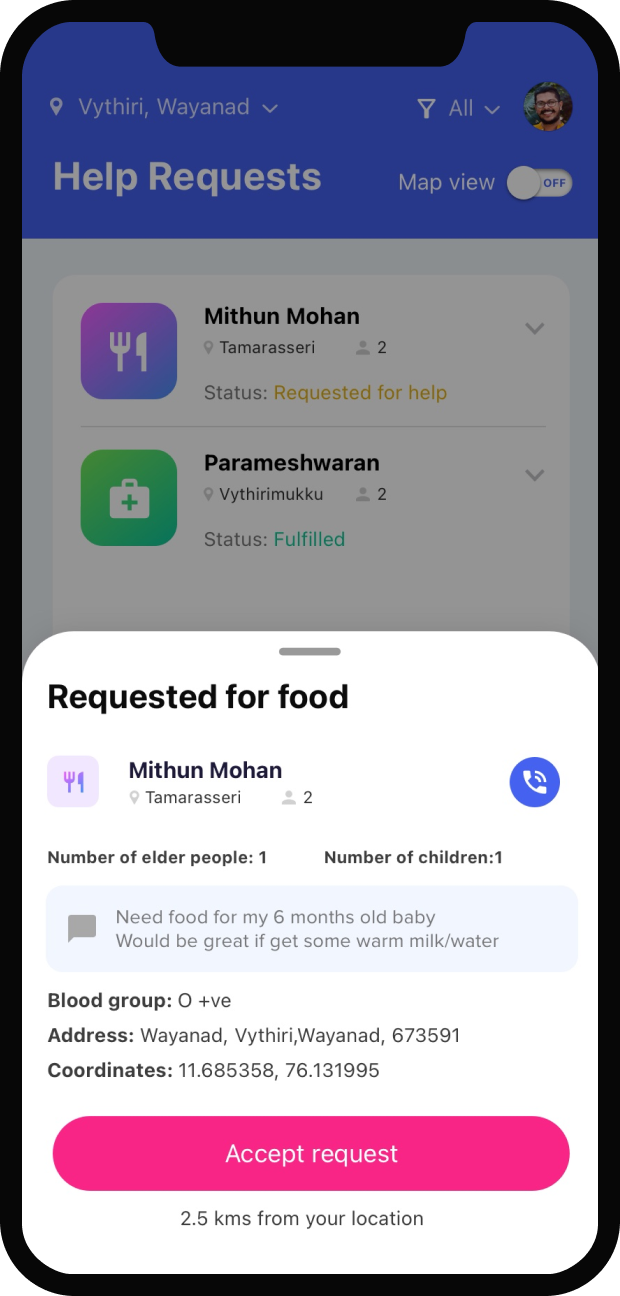 Vythiri, Wayanad
All
Help Requests
Map view
OFF
Mithun Mohan
Tamarasseri 2
Status: Requested for help
Parameshwaran
Vythirimukku 2
Status: Fulfilled
Requested for food
Mithun Mohan
Tamarasseri 2
Number of elder people: 1 Number of children:1
Need food for my 6 months old baby
Would be great if get some warm milk/water
Blood group: O +ve
Address: Wayanad, Vythiri,Wayanad, 673591
Coordinates: 11.685358, 76.131995
Accept request
2.5 kms from your location